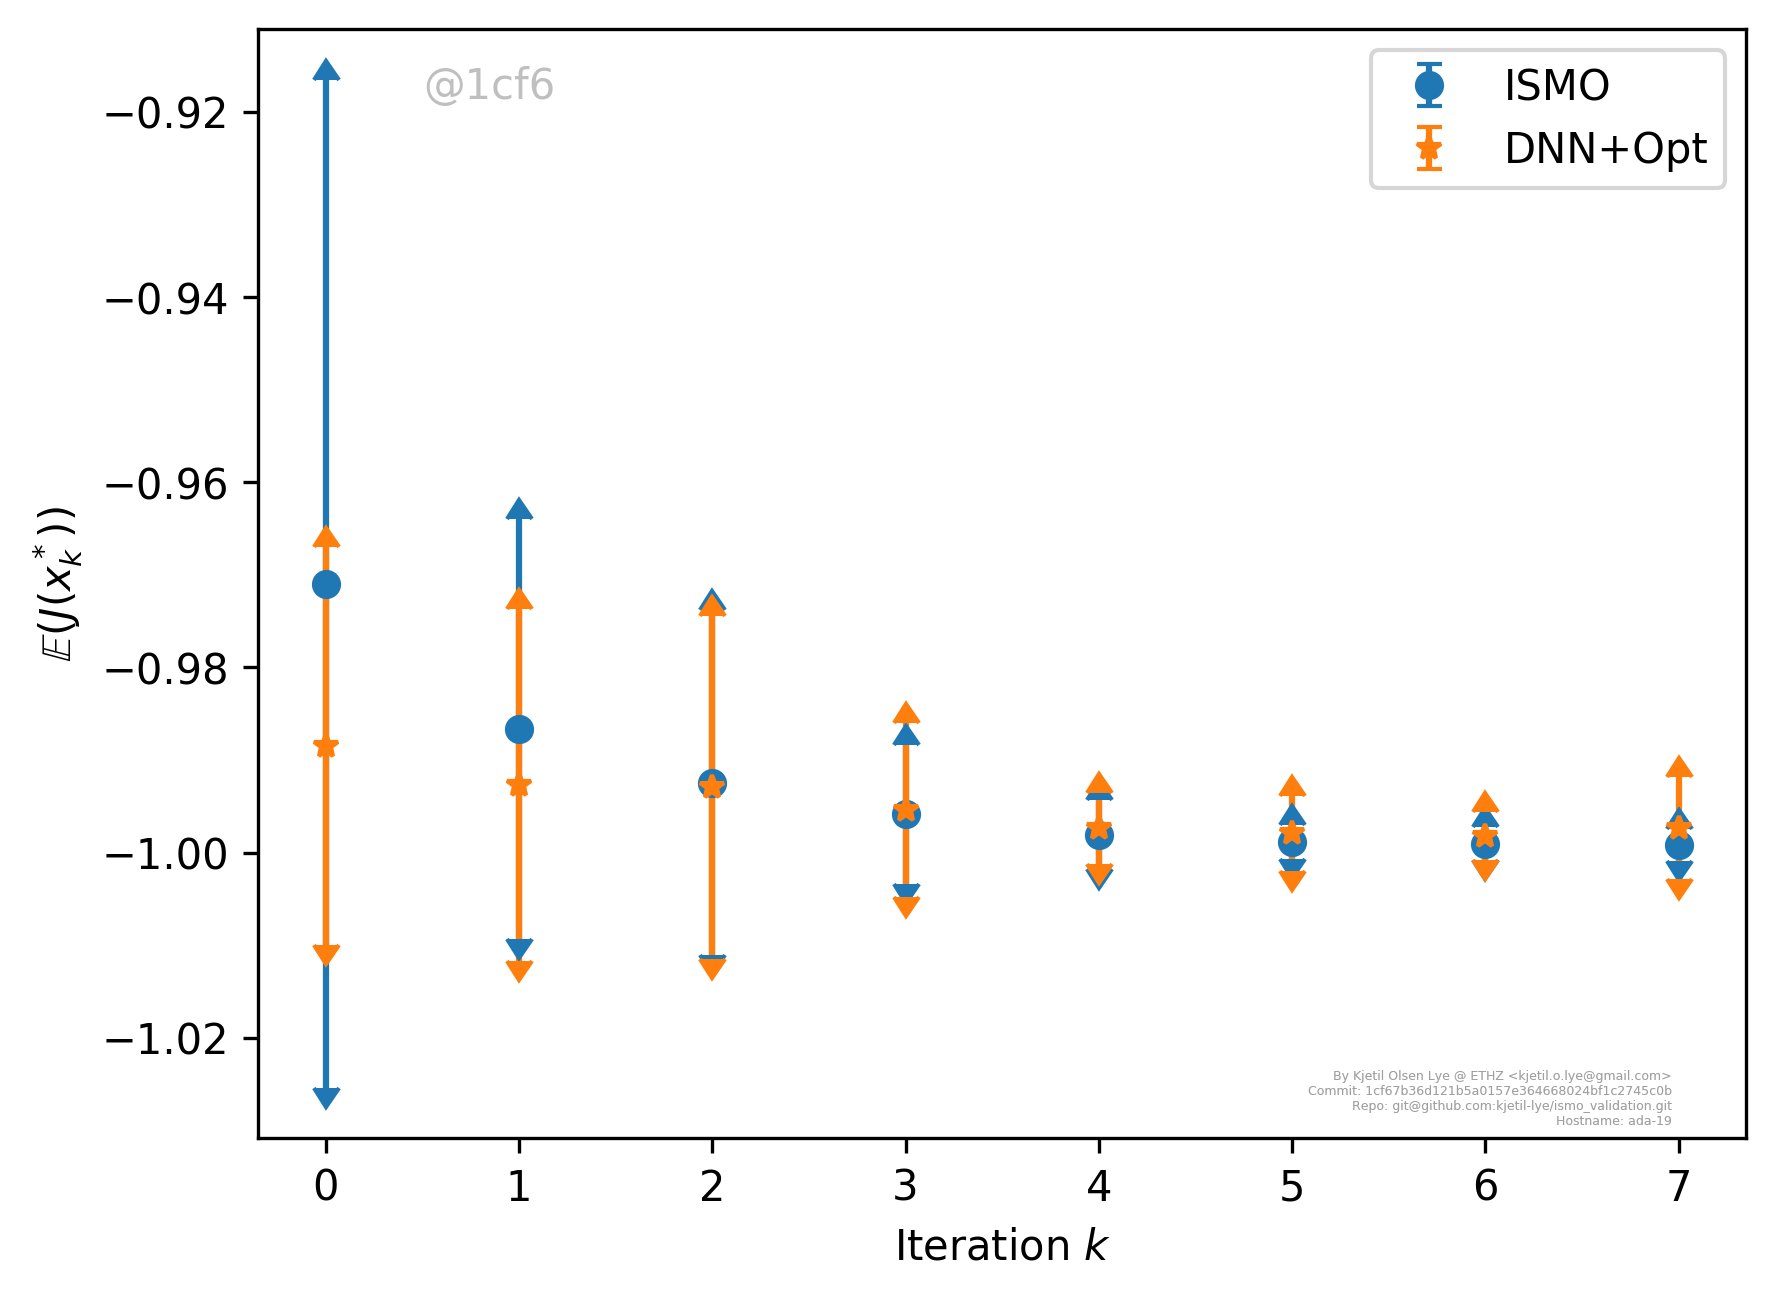 @1cf6
ISMO
DNN+Opt
−0.92
−0.94
−0.96
−0.98
−1.00
−1.02
𝔼(J(x*k))
0 1 2 3 4 5 6 7
Iteration k
By Kjetil Olsen Lye @ ETHZ <kjetil.o.lye@gmail.com>
Commit: 1cf67b36d121b5a0157e364668024bf1c2745c0b
Repo: git@github.com:kjetil-lye/ismo_validation.git
Hostname: ada-19